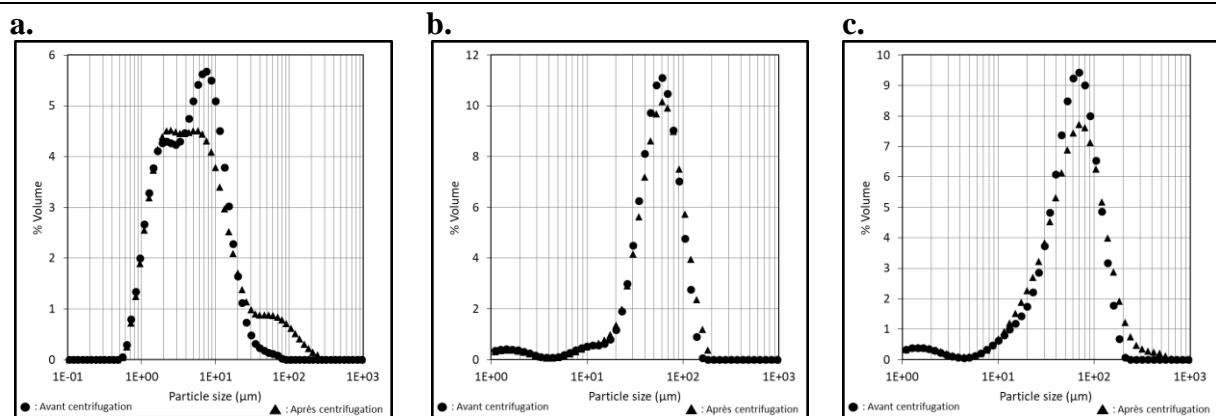 a.
b.
c.
% Volume
6
5
4
3
2
1
0
1E-01 1E+00 1E+01 1E+02 1E+03
Particle size (µm)
: Avant centrifugation : Après centrifugation
% Volume
12
10
8
6
4
2
0
1E+00 1E+01 1E+02 1E+03
Particle size (µm)
: Avant centrifugation : Après centrifugation
% Volume
10
9
8
7
6
5
4
3
2
1
0
1E+00 1E+01 1E+02 1E+03
Particle size (µm)
: Avant centrifugation : Après centrifugation